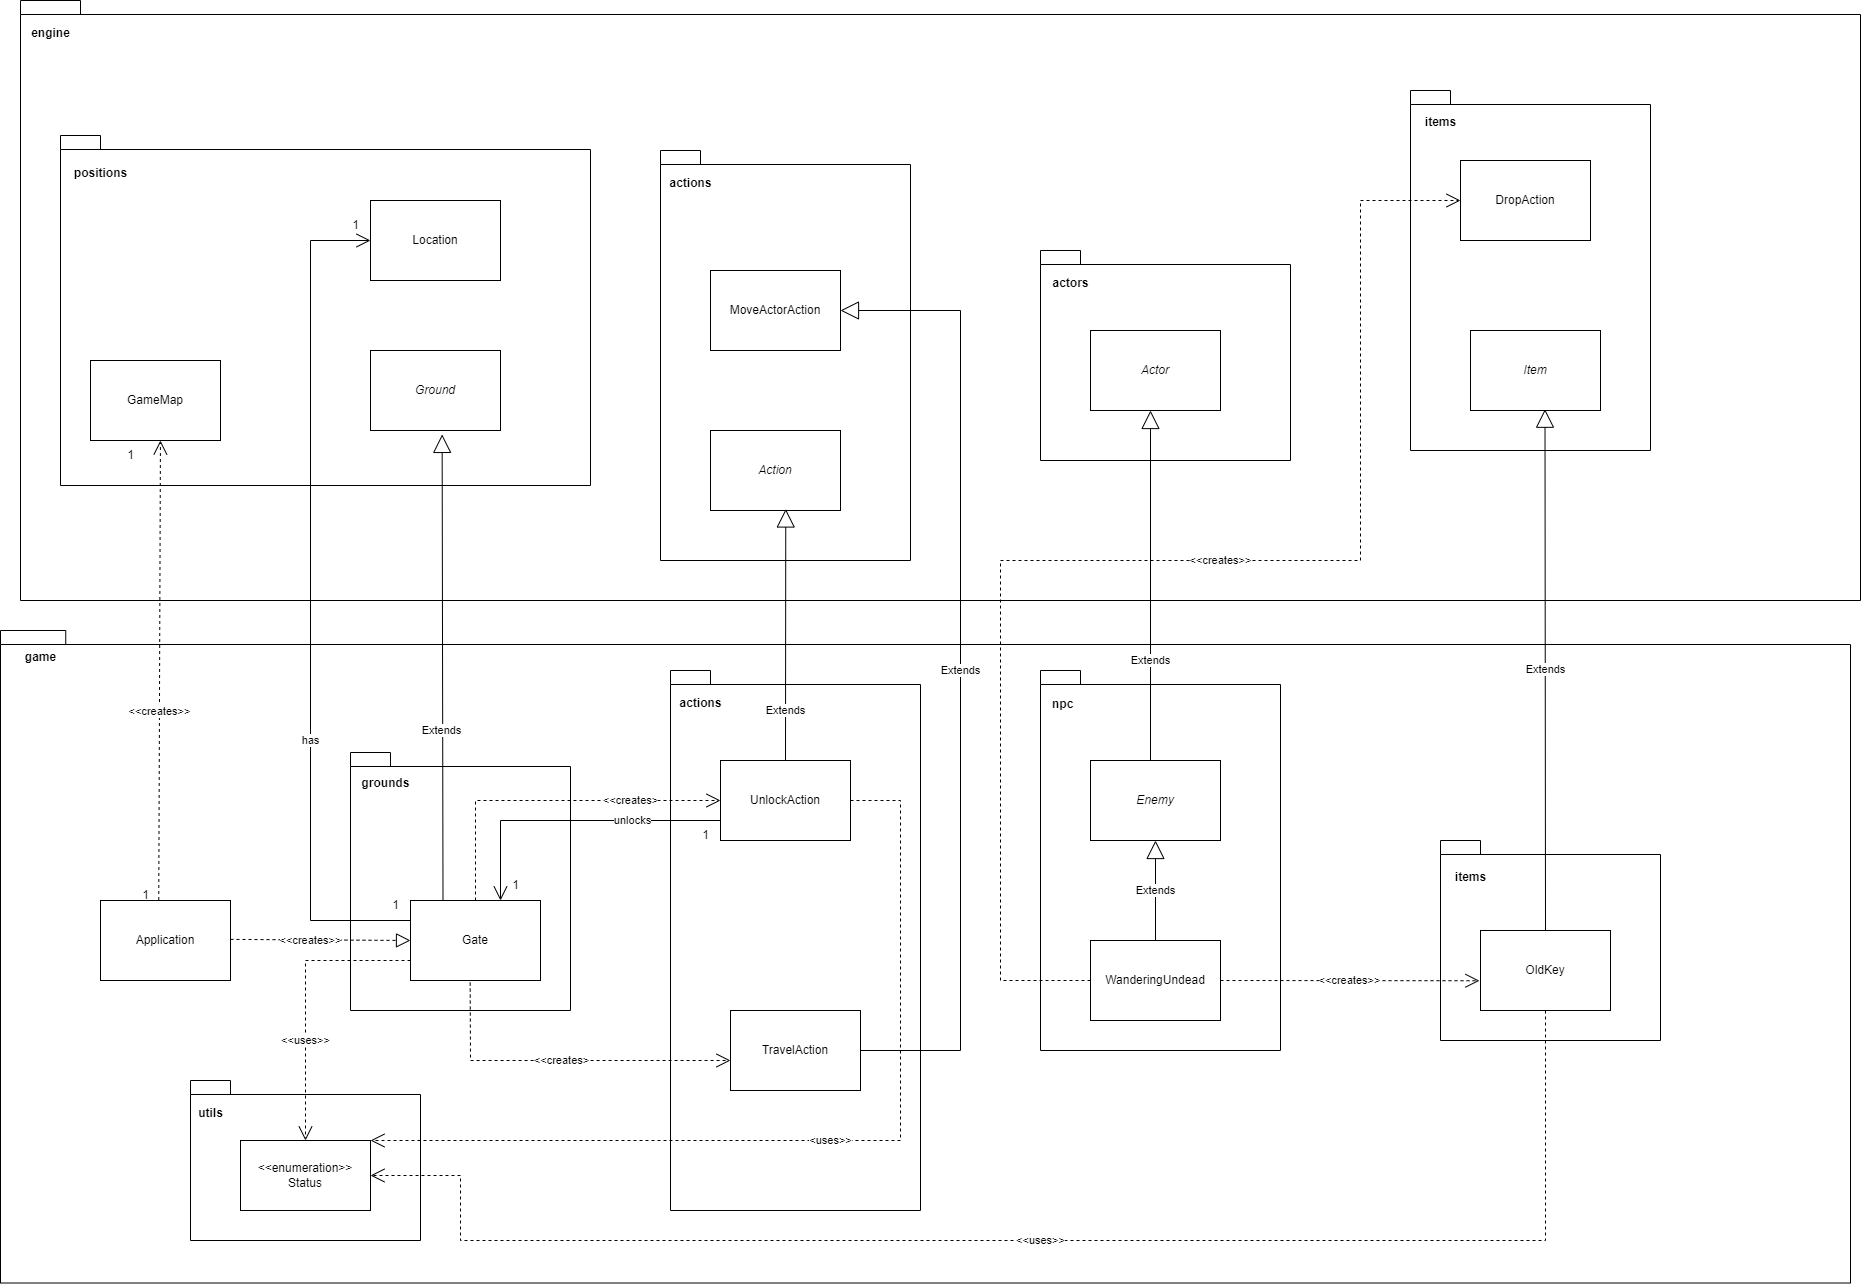 engine
items
positions
actions
DropAction
1
Location
actors
MoveActorAction
Actor
Item
Ground
GameMap
1
Action
<<creates>>
game
Extends
Extends
Extends
actions
npc
<<creates>>
Extends
Extends
has
grounds
<<creates>
UnlockAction
Enemy
unlocks
1
items
1
Extends
1
1
Application
<<creates>>
Gate
WanderingUndead
<<creates>>
OldKey
<<uses>>
<<creates>
TravelAction
utils
<uses>>
<<enumeration>>
Status
<<uses>>